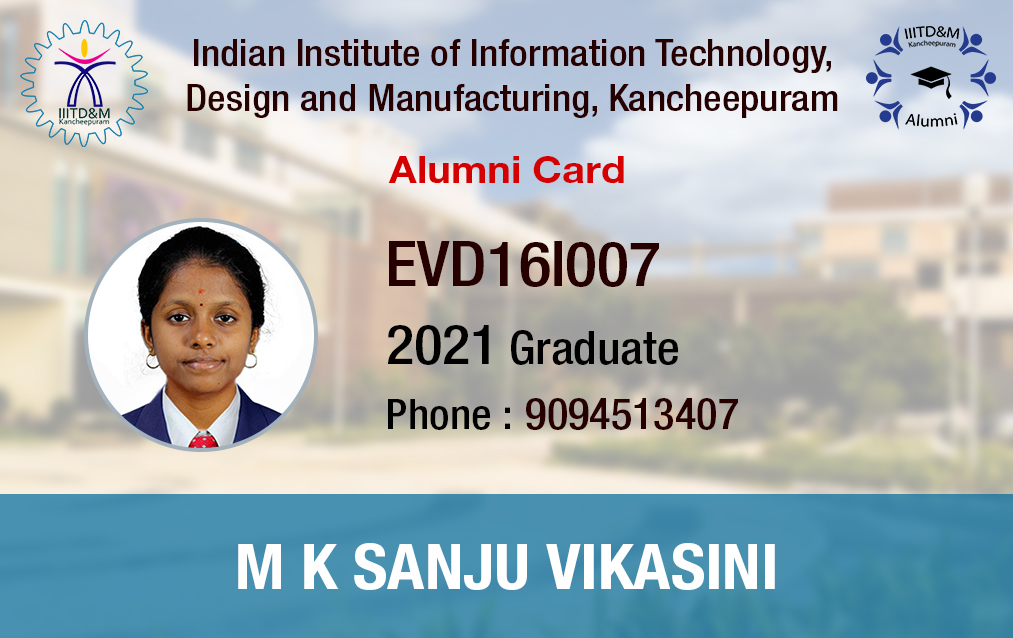 IIITD&M
Kancheepuram
Indian Institute of Information Technology,
Design and Manufacturing, Kancheepuram
IIITD&M
Kancheepuram
Alumni
Alumni Card
EVD16I007
2021 Graduate
Phone : 9094513407
M K SANJU VIKASINI